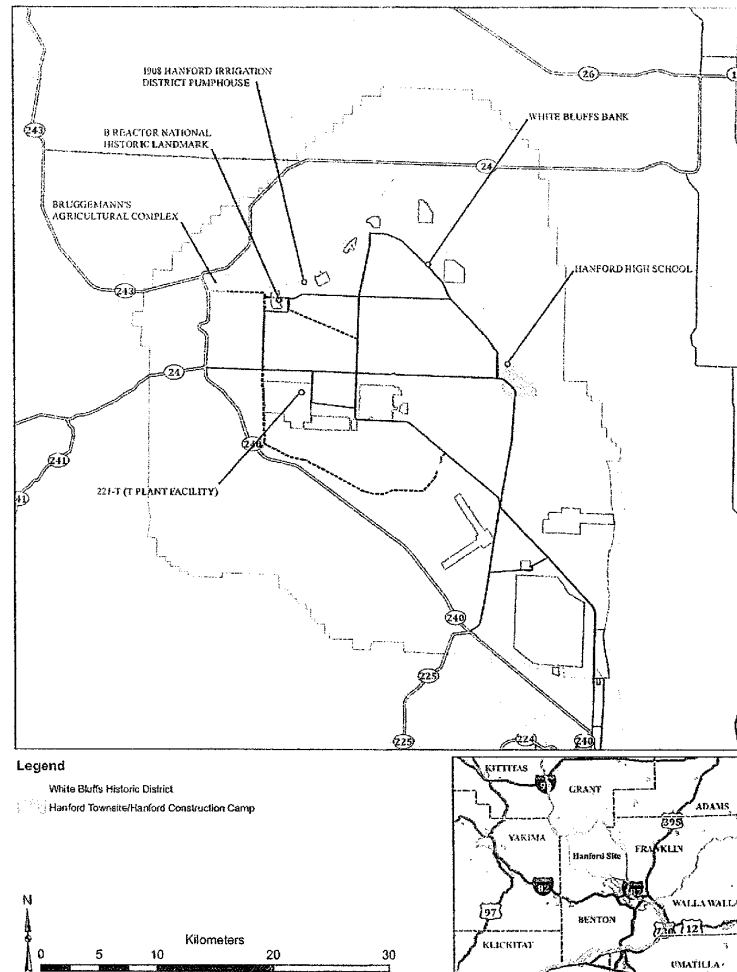 26
1
1908 HANFORD IRRIGATION
DISTRICT PUMPHOUSE
WHITE BLUFFS BANK
243
B REACTOR NATIONAL
HISTORIC LANDMARK
24
BRUGGEMANN'S
AGRICULTURAL COMPLEX
HANFORD HIGH SCHOOL
243
24
240
241
41
221-T (T PLANT FACILITY)
240
225
225
224
240
Legend
White Bluffs Historic District
Hanford Townsite/Hanford Construction Camp
N
Kilometers
0 10 20 30
KITTITAS
GRANT
ADAMS
395
YAKIMA
Hanford Site
FRANKLIN
82
WALLA WALLA
97
BENTON
730
12
KLICKITAT
UMATILLA